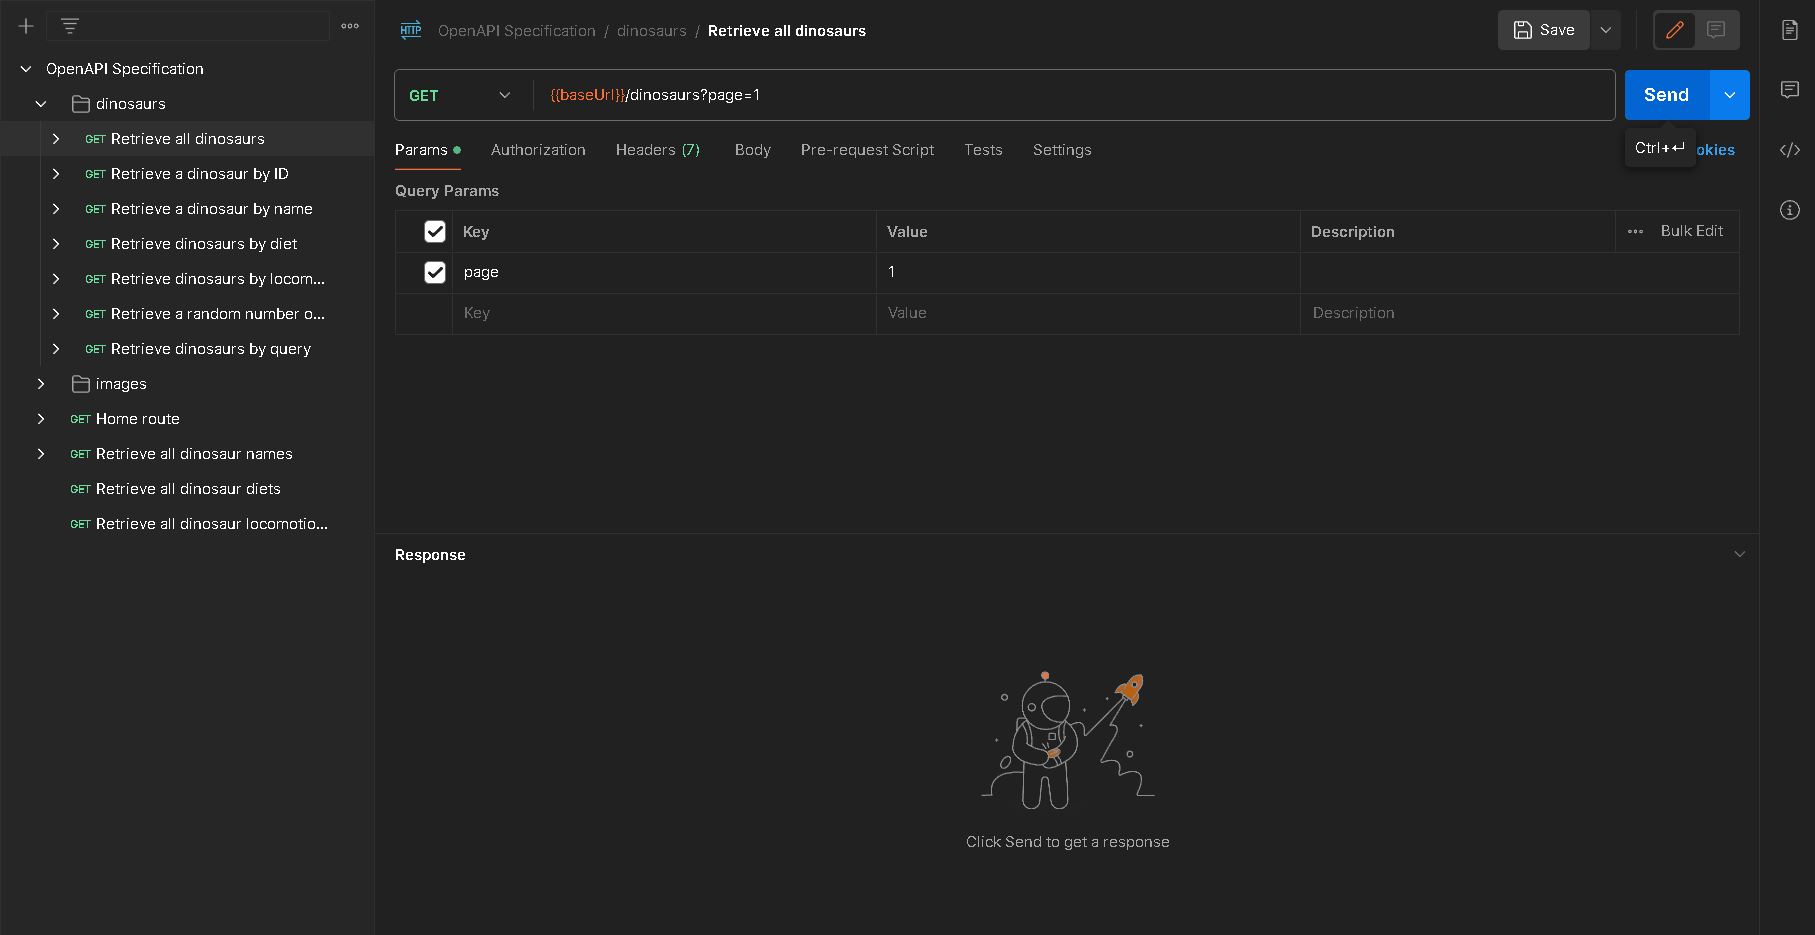 OpenAPI Specification
dinosaurs
GET Retrieve all dinosaurs
GET Retrieve a dinosaur by ID
GET Retrieve a dinosaur by name
GET Retrieve dinosaurs by diet
GET Retrieve dinosaurs by locom...
GET Retrieve a random number o...
GET Retrieve dinosaurs by query
images
GET Home route
GET Retrieve all dinosaur names
GET Retrieve all dinosaur diets
GET Retrieve all dinosaur locomotio...
HTTP OpenAPI Specification / dinosaurs / Retrieve all dinosaurs
Save
GET {{baseUrl}}/dinosaurs?page=1
Send
Params Authorization Headers (7) Body Pre-request Script Tests Settings
Ctrl+↵ okies
Query Params
Key Value Description Bulk Edit
page 1
Key Value Description
Response
Click Send to get a response